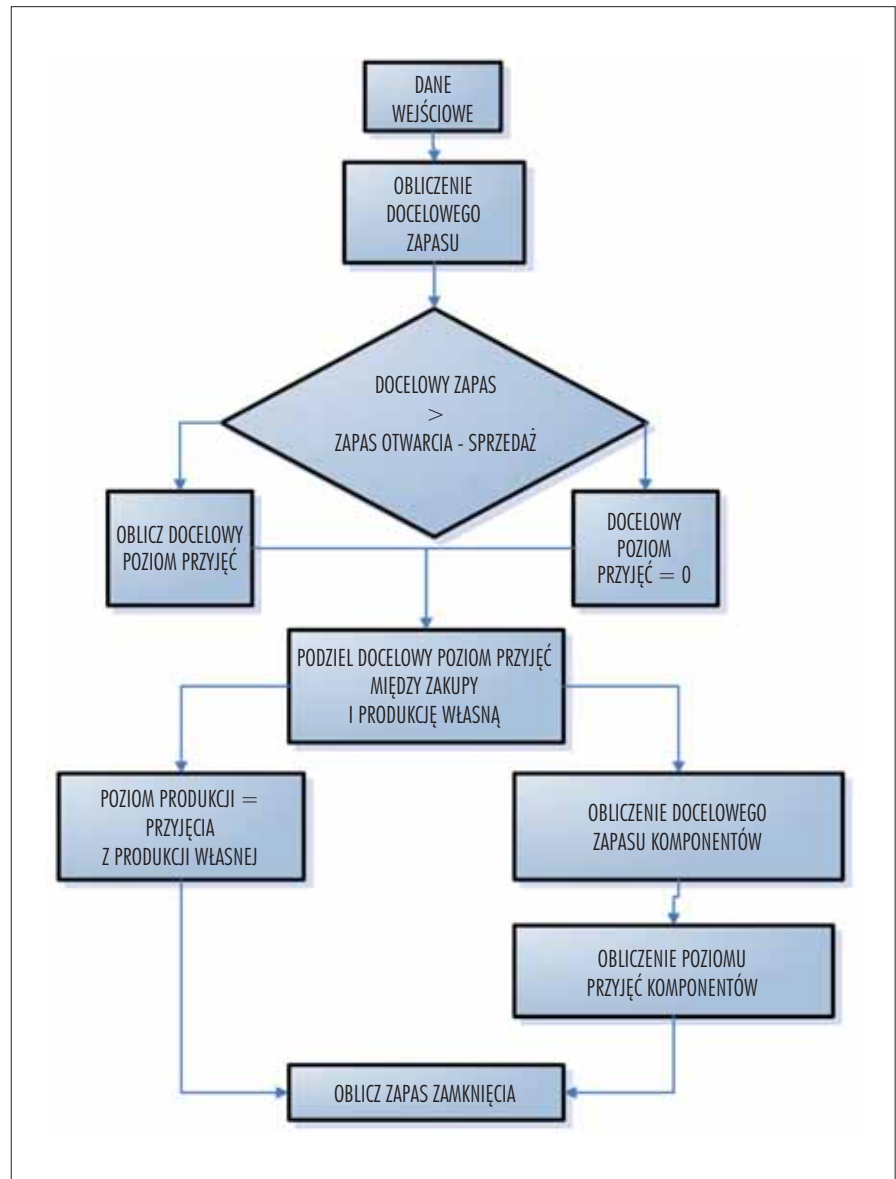 DANE
WEJŚCIOWE
OBLICZENIE
DOCELOWEGO
ZAPASU
DOCELOWY ZAPAS
>
ZAPAS OTWARCIA - SPRZEDAŻ
OBLICZ DOCELOWY
POZIOM PRZYJĘĆ
DOCELOWY
POZIOM
PRZYJĘĆ = 0
PODZIEL DOCELOWY POZIOM PRZYJĘĆ
MIĘDZY ZAKUPY
I PRODUKCJĘ WŁASNĄ
POZIOM PRODUKCJI =
PRZYJĘCIA
Z PRODUKCJI WŁASNEJ
OBLICZENIE DOCELOWEGO
ZAPASU KOMPONENTÓW
OBLICZENIE POZIOMU
PRZYJĘĆ KOMPONENTÓW
OBLICZ ZAPAS ZAMKNIĘCIA